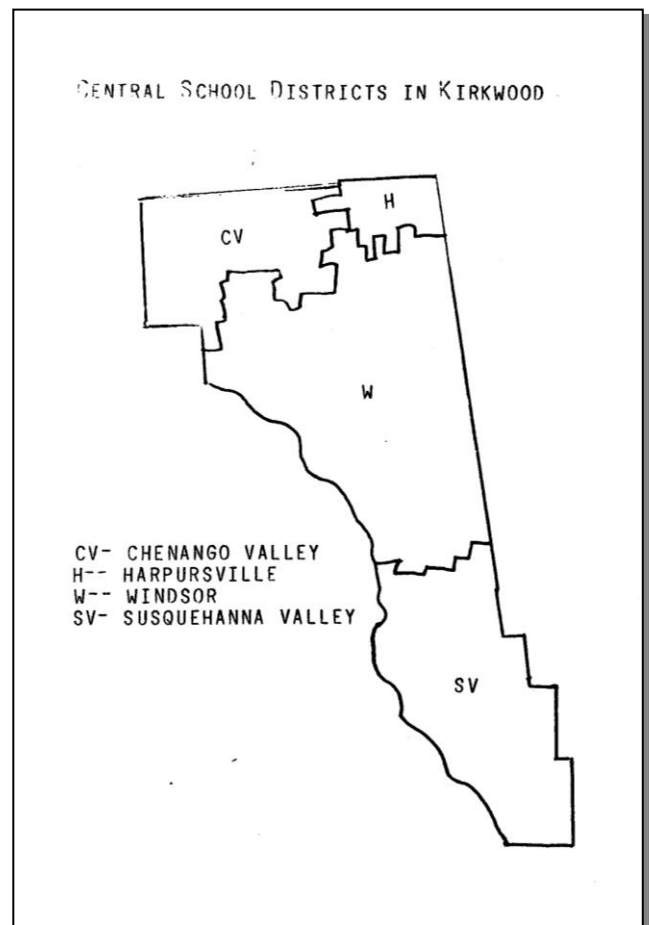 CENTRAL SCHOOL DISTRICTS IN KIRKWOOD
H
CV
W
CV- CHENANGO VALLEY
H-- HARPURSVILLE
W-- WINDSOR
SV- SUSQUEHANNA VALLEY
SV